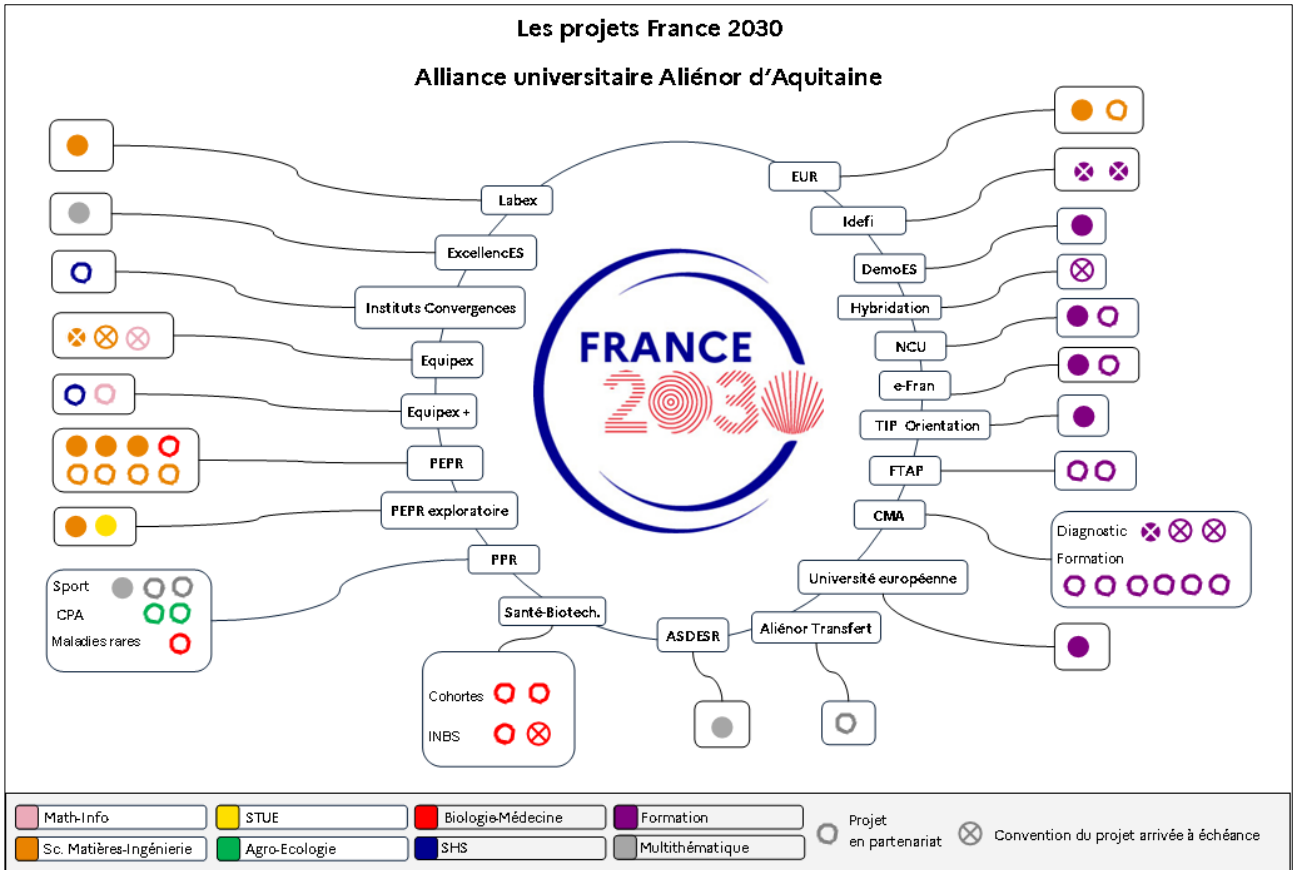 Les projets France 2030
Alliance universitaire Aliénor d'Aquitaine
Labex
ExcellencES
Instituts Convergences
Equipex
Equipex +
PEPR
PEPR exploratoire
PPR
Sport
CPA
Maladies rares
Santé-Biotech.
Cohortes
INBS
ASDESR
Aliénor Transfert
Université européenne
CMA
Diagnostic
Formation
FTAP
TIP Orientation
e-Fran
NCU
Hybridation
DemoES
Idefi
EUR
FRANCE
2030
Math-Info
STUE
Biologie-Médecine
Formation
Sc. Matières-Ingénierie
Agro-Ecologie
SHS
Multithématique
Projet
en partenariat
Convention du projet arrivée à échéance